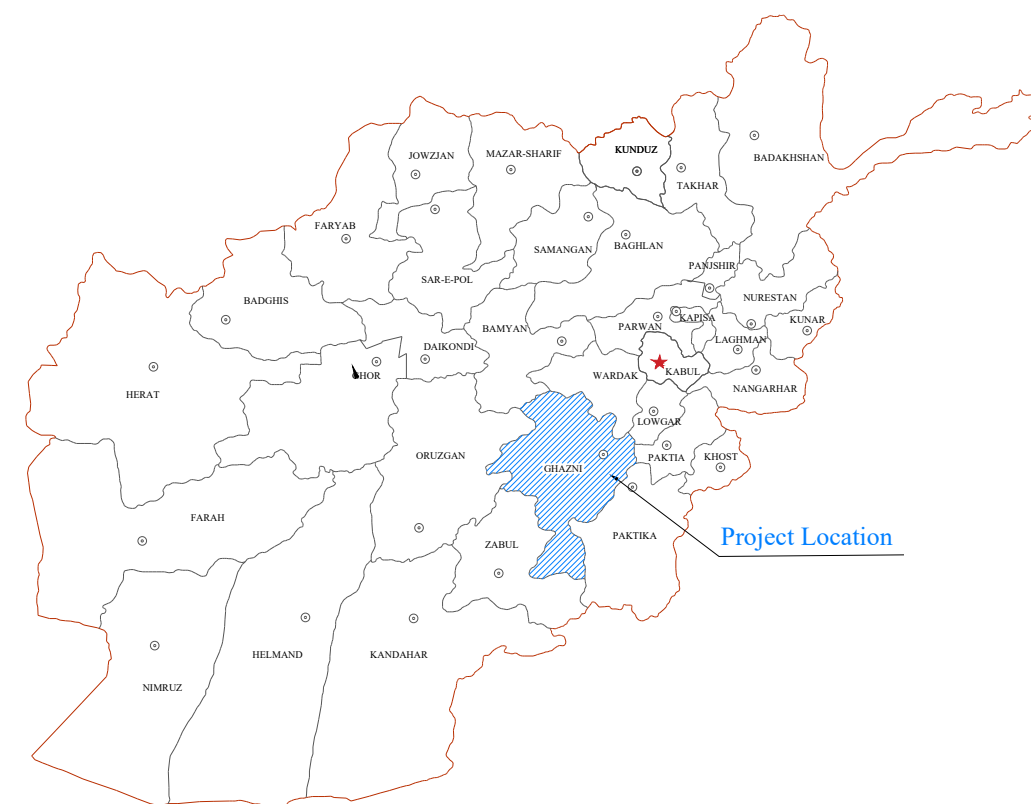 JOWZJAN
MAZAR-SHARIF
KUNDUZ
BADAKHSHAN
TAKHAR
FARYAB
SAMANGAN
BAGHLAN
SAR-E-POL
PANJSHIR
BADGHIS
NURESTAN
BAMYAN
PARWAN
KAPISA
KUNAR
LAGHMAN
DAIKONDI
GHOR
WARDAK
KABUL
NANGARHAR
HERAT
LOWGAR
ORUZGAN
GHAZNI
PAKTIA
KHOST
FARAH
ZABUL
PAKTIKA
Project Location
HELMAND
KANDAHAR
NIMRUZ